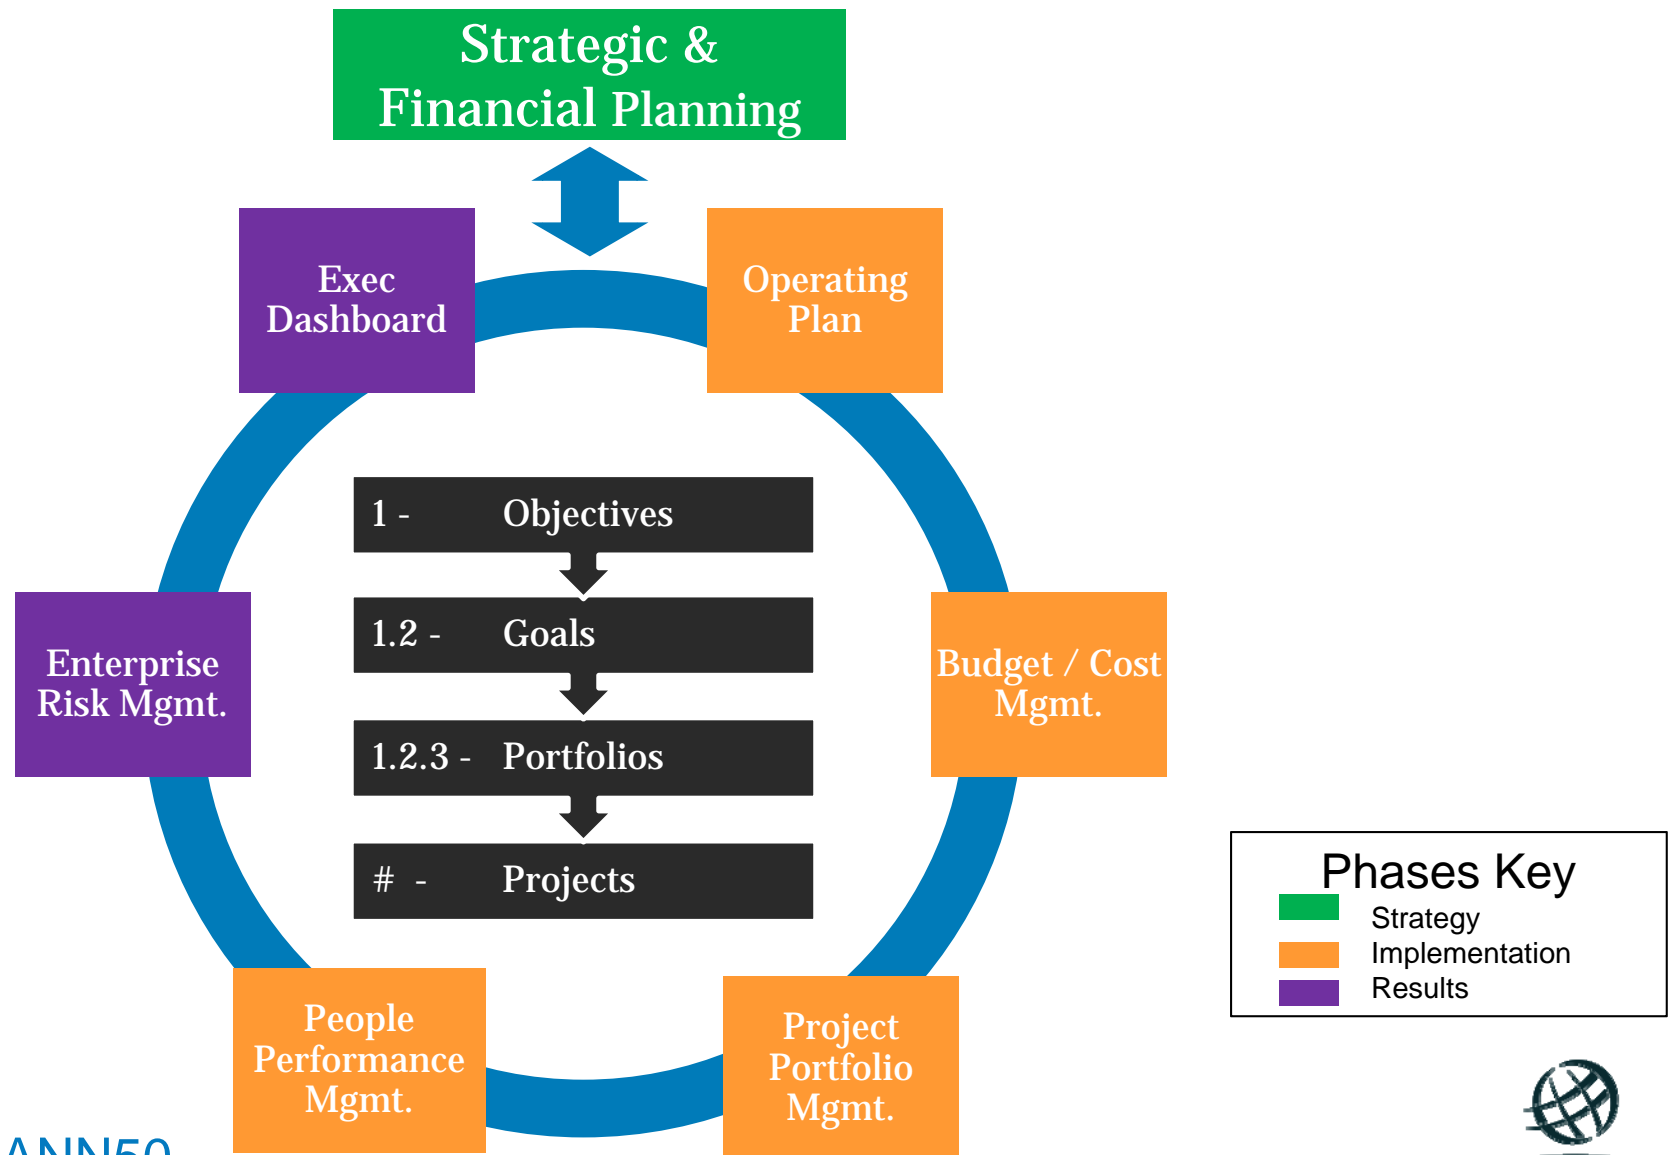 Strategic &
Financial Planning
Exec
Dashboard
Operating
Plan
1 - Objectives
1.2 - Goals
Enterprise
Risk Mgmt.
Budget / Cost
Mgmt.
1.2.3 - Portfolios
# - Projects
Phases Key
Strategy
Implementation
Results
People
Performance
Mgmt.
Project
Portfolio
Mgmt.
ANN50